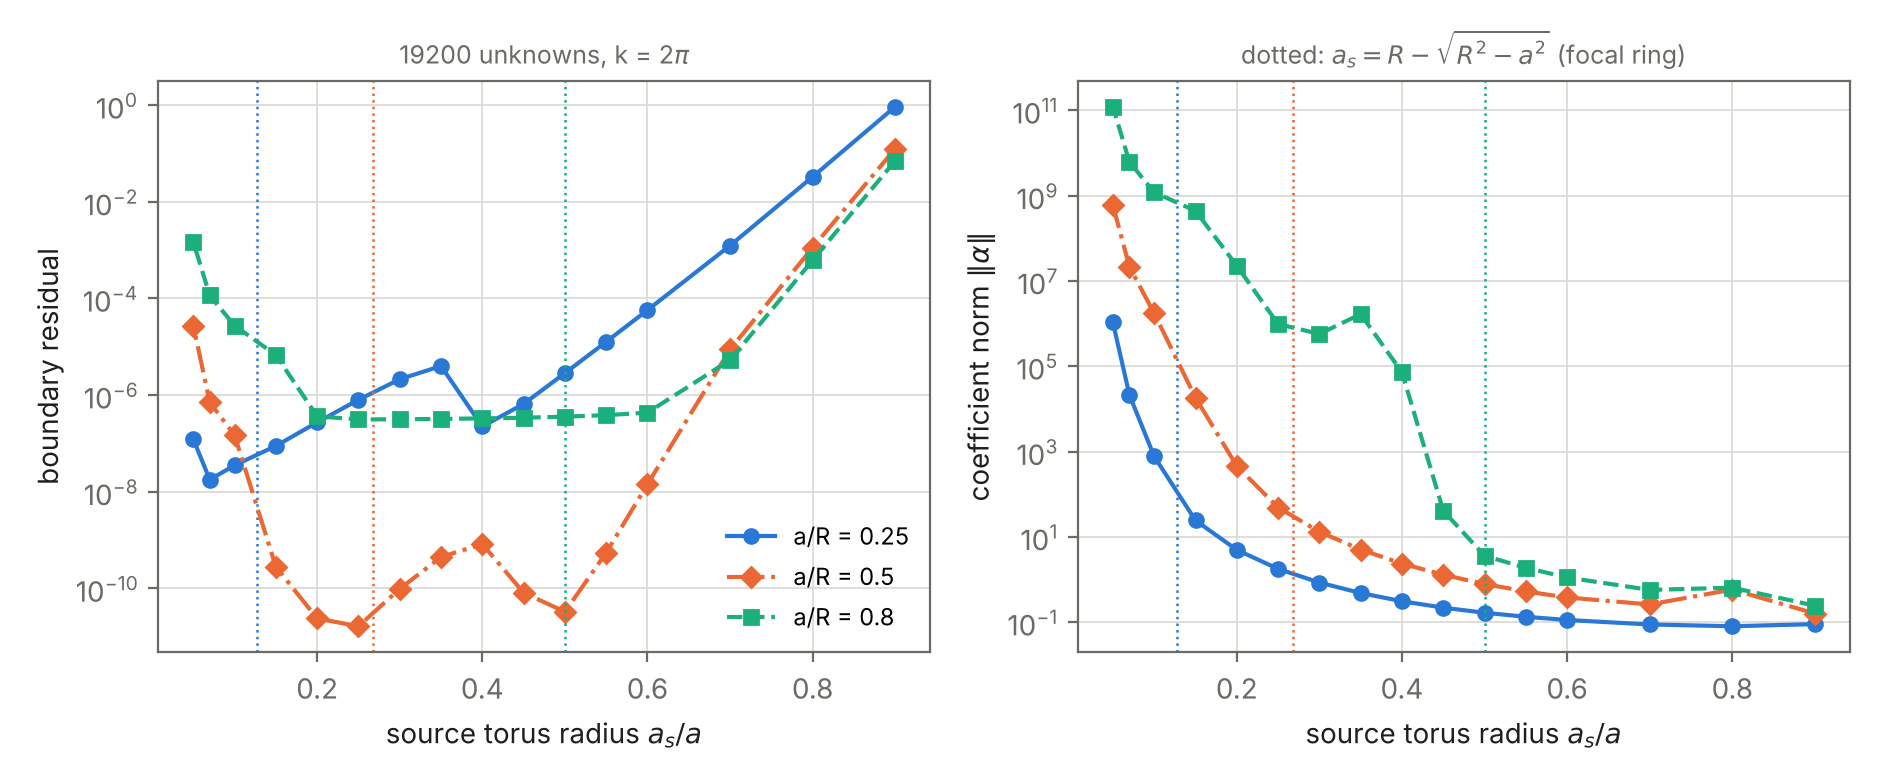 19200 unknowns, k = 2π
boundary residual
10⁰
10⁻²
10⁻⁴
10⁻⁶
10⁻⁸
10⁻¹⁰
a/R = 0.25
a/R = 0.5
a/R = 0.8
0.2 0.4 0.6 0.8
source torus radius aₛ/a
dotted: aₛ = R − √(R² − a²) (focal ring)
coefficient norm ‖α‖
10¹¹
10⁹
10⁷
10⁵
10³
10¹
10⁻¹
0.2 0.4 0.6 0.8
source torus radius aₛ/a